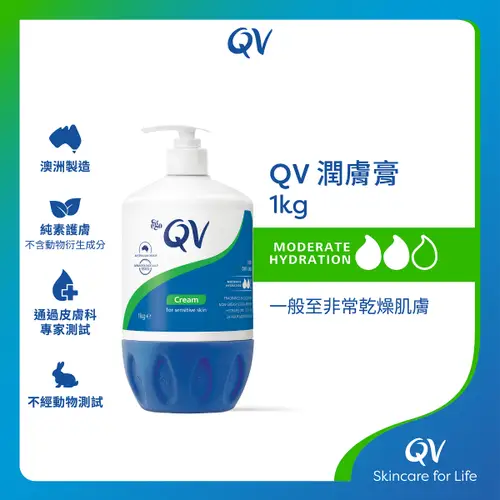 QV
澳洲製造
純素護膚
不含動物衍生成分
通過皮膚科
專家測試
不經動物測試
Ego
QV
Cream
for sensitive skin
1kg e
QV 潤膚膏
1kg
MODERATE
HYDRATION
一般至非常乾燥肌膚
QV
Skincare for Life